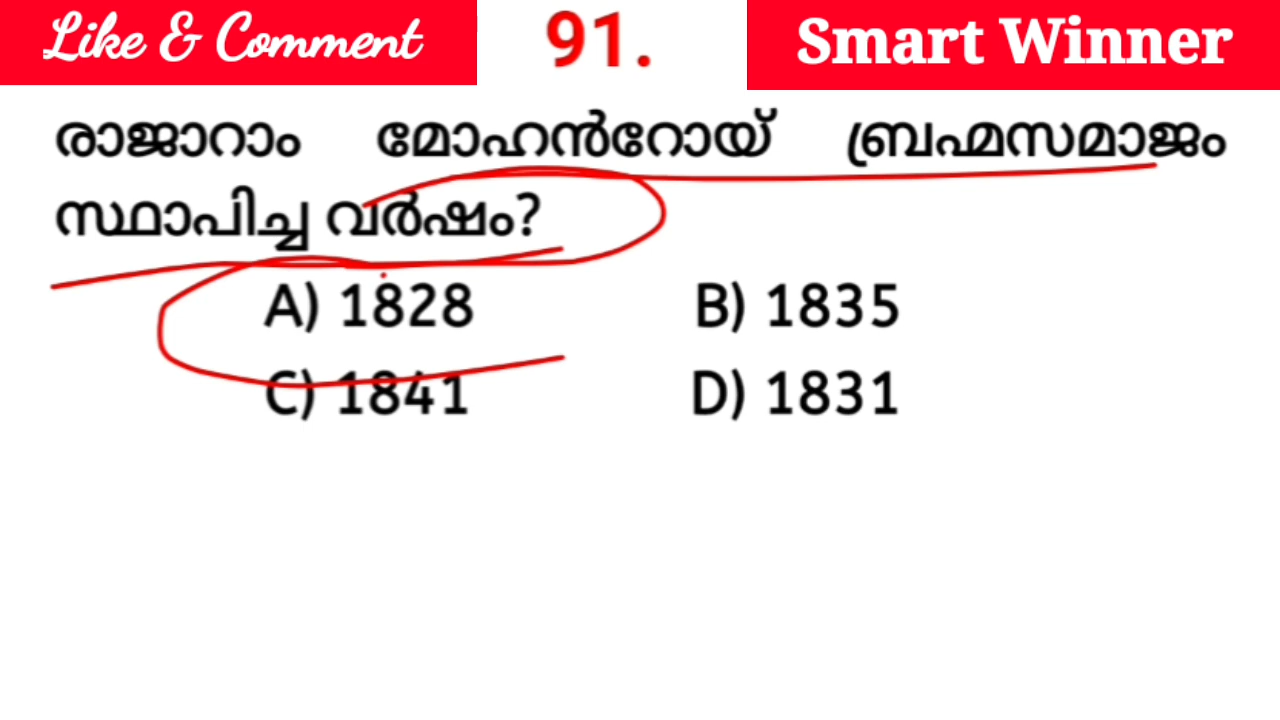 Like & Comment 91. Smart Winner
രാജാറാം മോഹൻറോയ് ബ്രഹ്മസമാജം
സ്ഥാപിച്ച വർഷം?
A) 1828 B) 1835
C) 1841 D) 1831